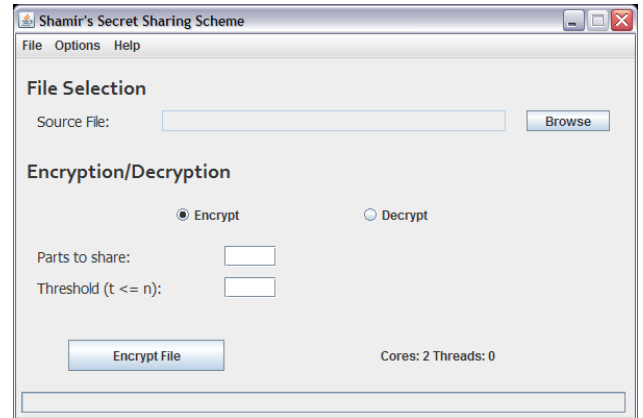 Shamir's Secret Sharing Scheme
File Options Help
File Selection
Source File: Browse
Encryption/Decryption
Encrypt Decrypt
Parts to share:
Threshold (t <= n):
Encrypt File Cores: 2 Threads: 0